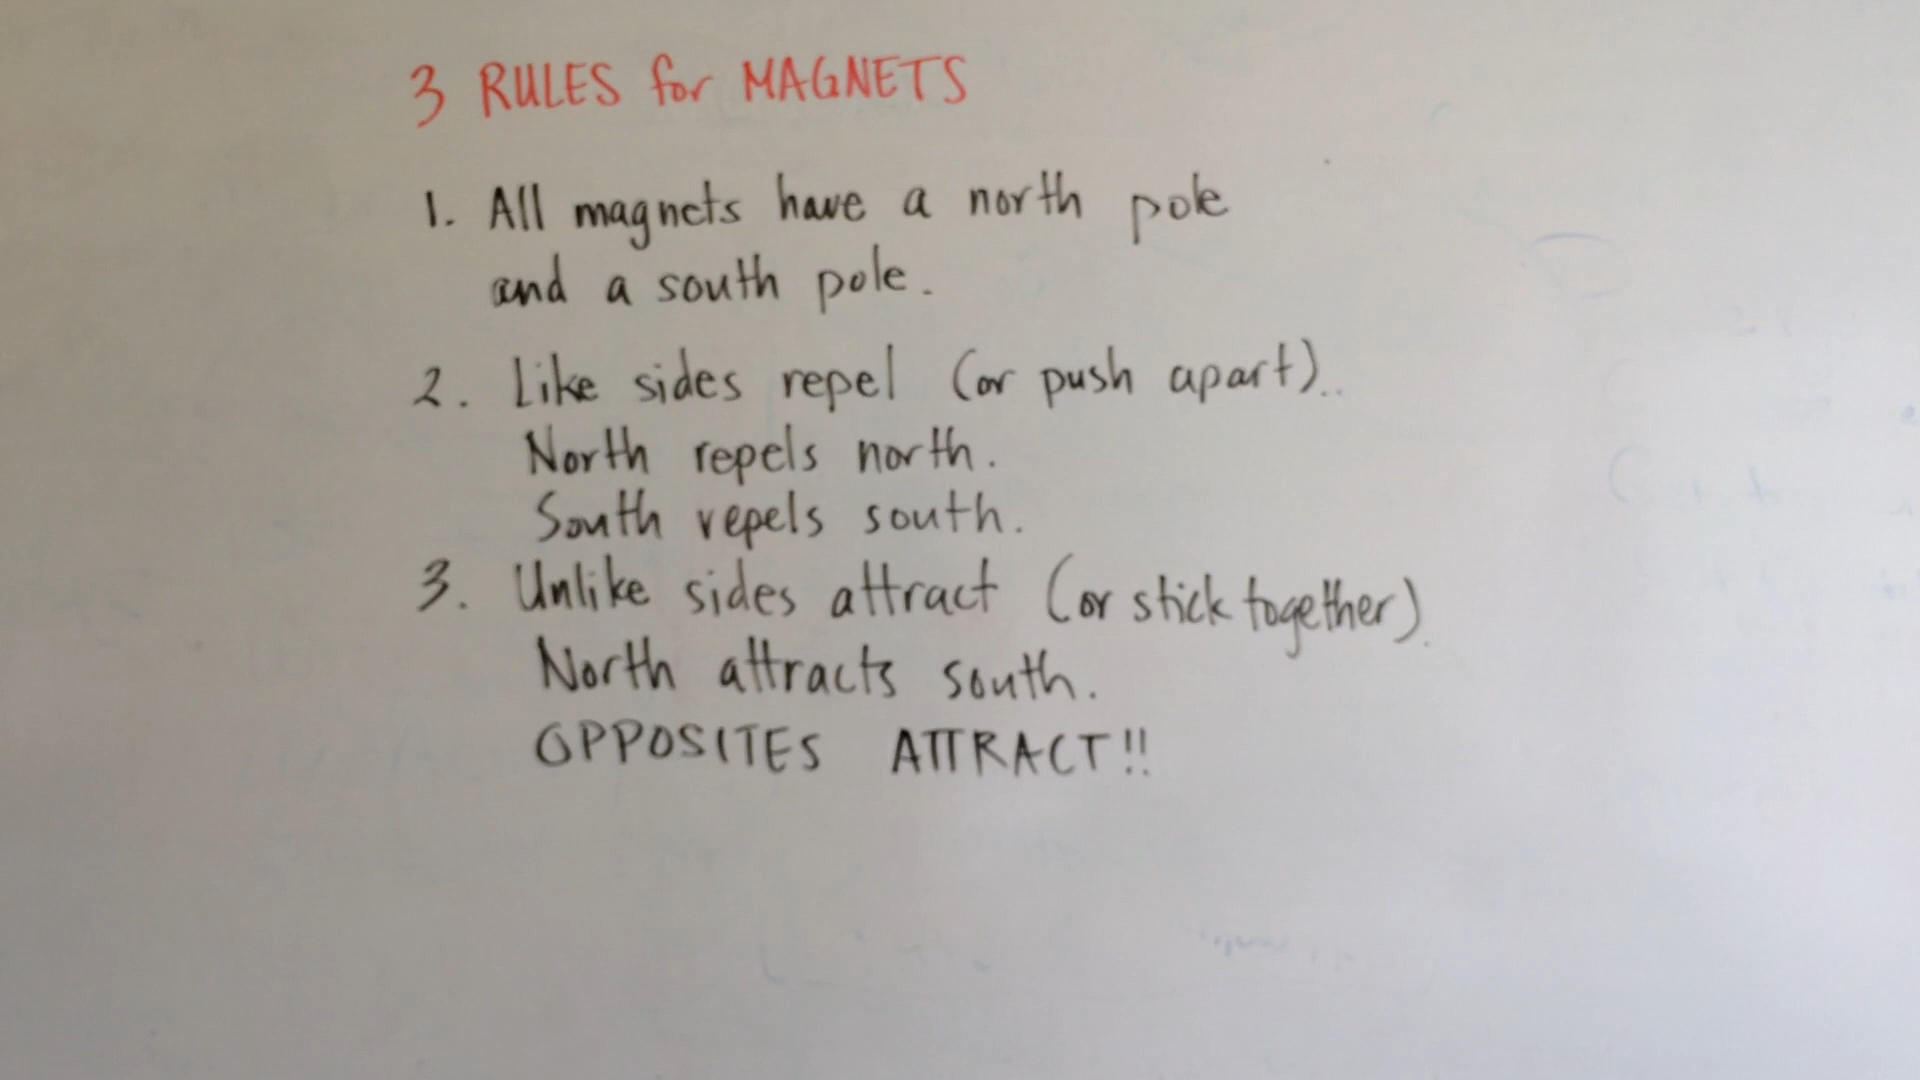 3 RULES for MAGNETS
1. All magnets have a north pole
and a south pole.
2. Like sides repel (or push apart)..
North repels north.
South repels south.
3. Unlike sides attract (or stick together).
North attracts south.
OPPOSITES ATTRACT!!